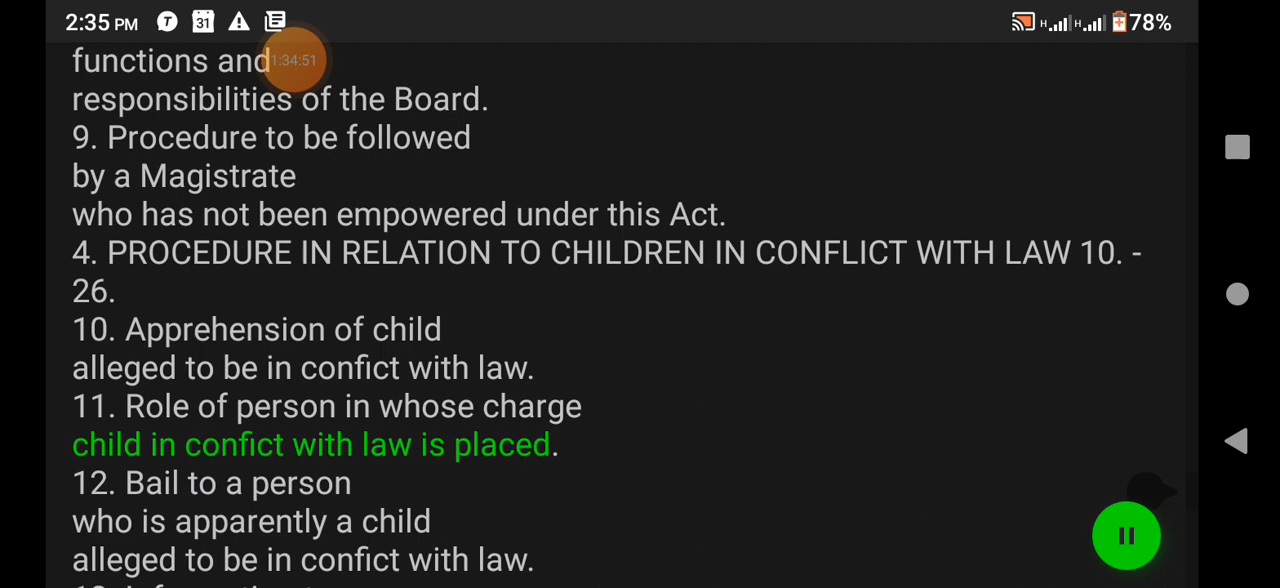 2:35 PM T 31 H H 78%
functions and 1:34:51
responsibilities of the Board.
9. Procedure to be followed
by a Magistrate
who has not been empowered under this Act.
4. PROCEDURE IN RELATION TO CHILDREN IN CONFLICT WITH LAW 10. -
26.
10. Apprehension of child
alleged to be in confict with law.
11. Role of person in whose charge
child in confict with law is placed.
12. Bail to a person
who is apparently a child
alleged to be in confict with law.